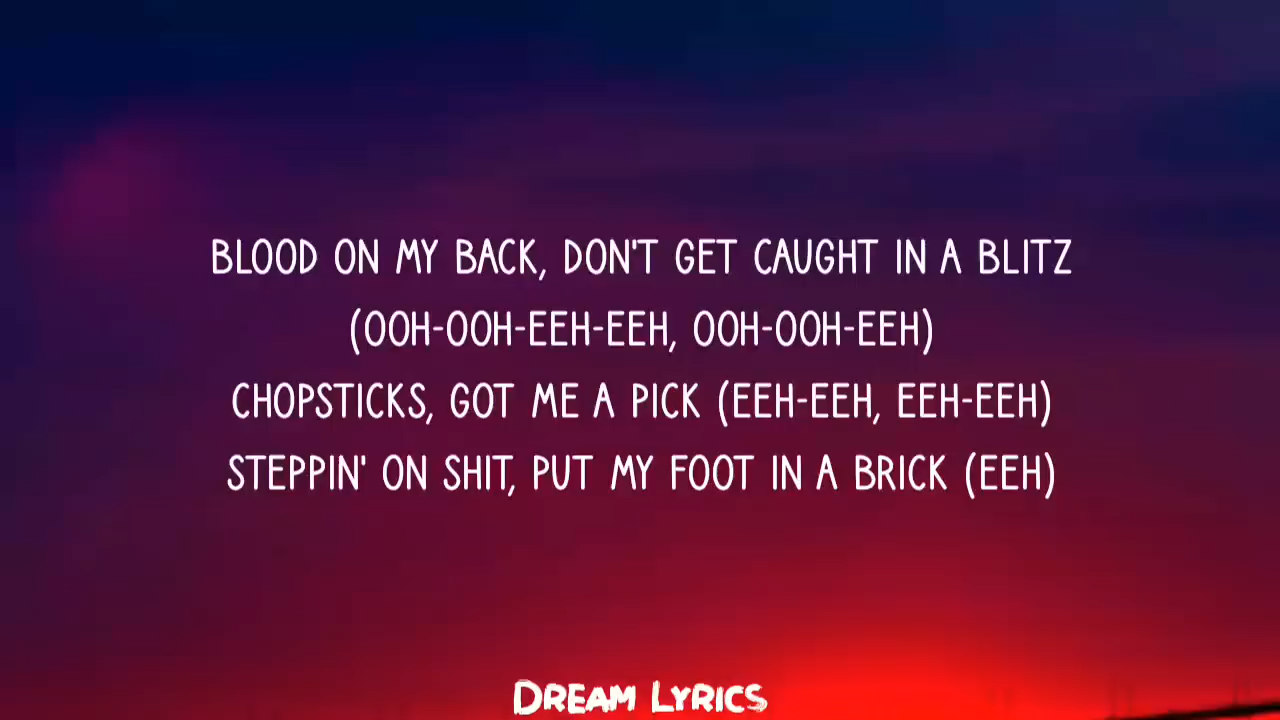 BLOOD ON MY BACK, DON'T GET CAUGHT IN A BLITZ
(OOH-OOH-EEH-EEH, OOH-OOH-EEH)
CHOPSTICKS, GOT ME A PICK (EEH-EEH, EEH-EEH)
STEPPIN' ON SHIT, PUT MY FOOT IN A BRICK (EEH)
DREAM LYRICS